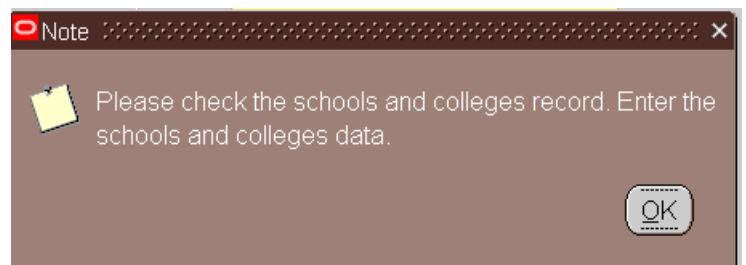 Note
Please check the schools and colleges record. Enter the
schools and colleges data.
OK